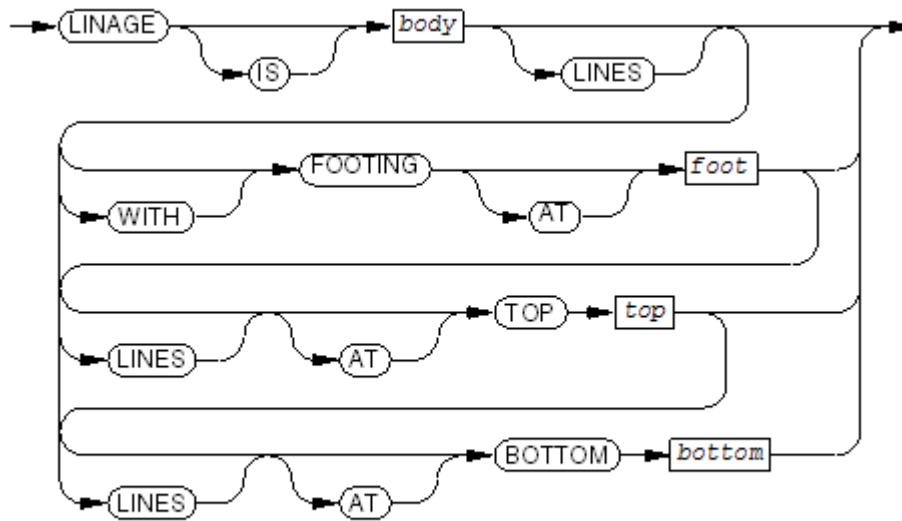 LINAGE body
IS LINES
FOOTING foot
WITH AT
TOP top
LINES AT
BOTTOM bottom
LINES AT